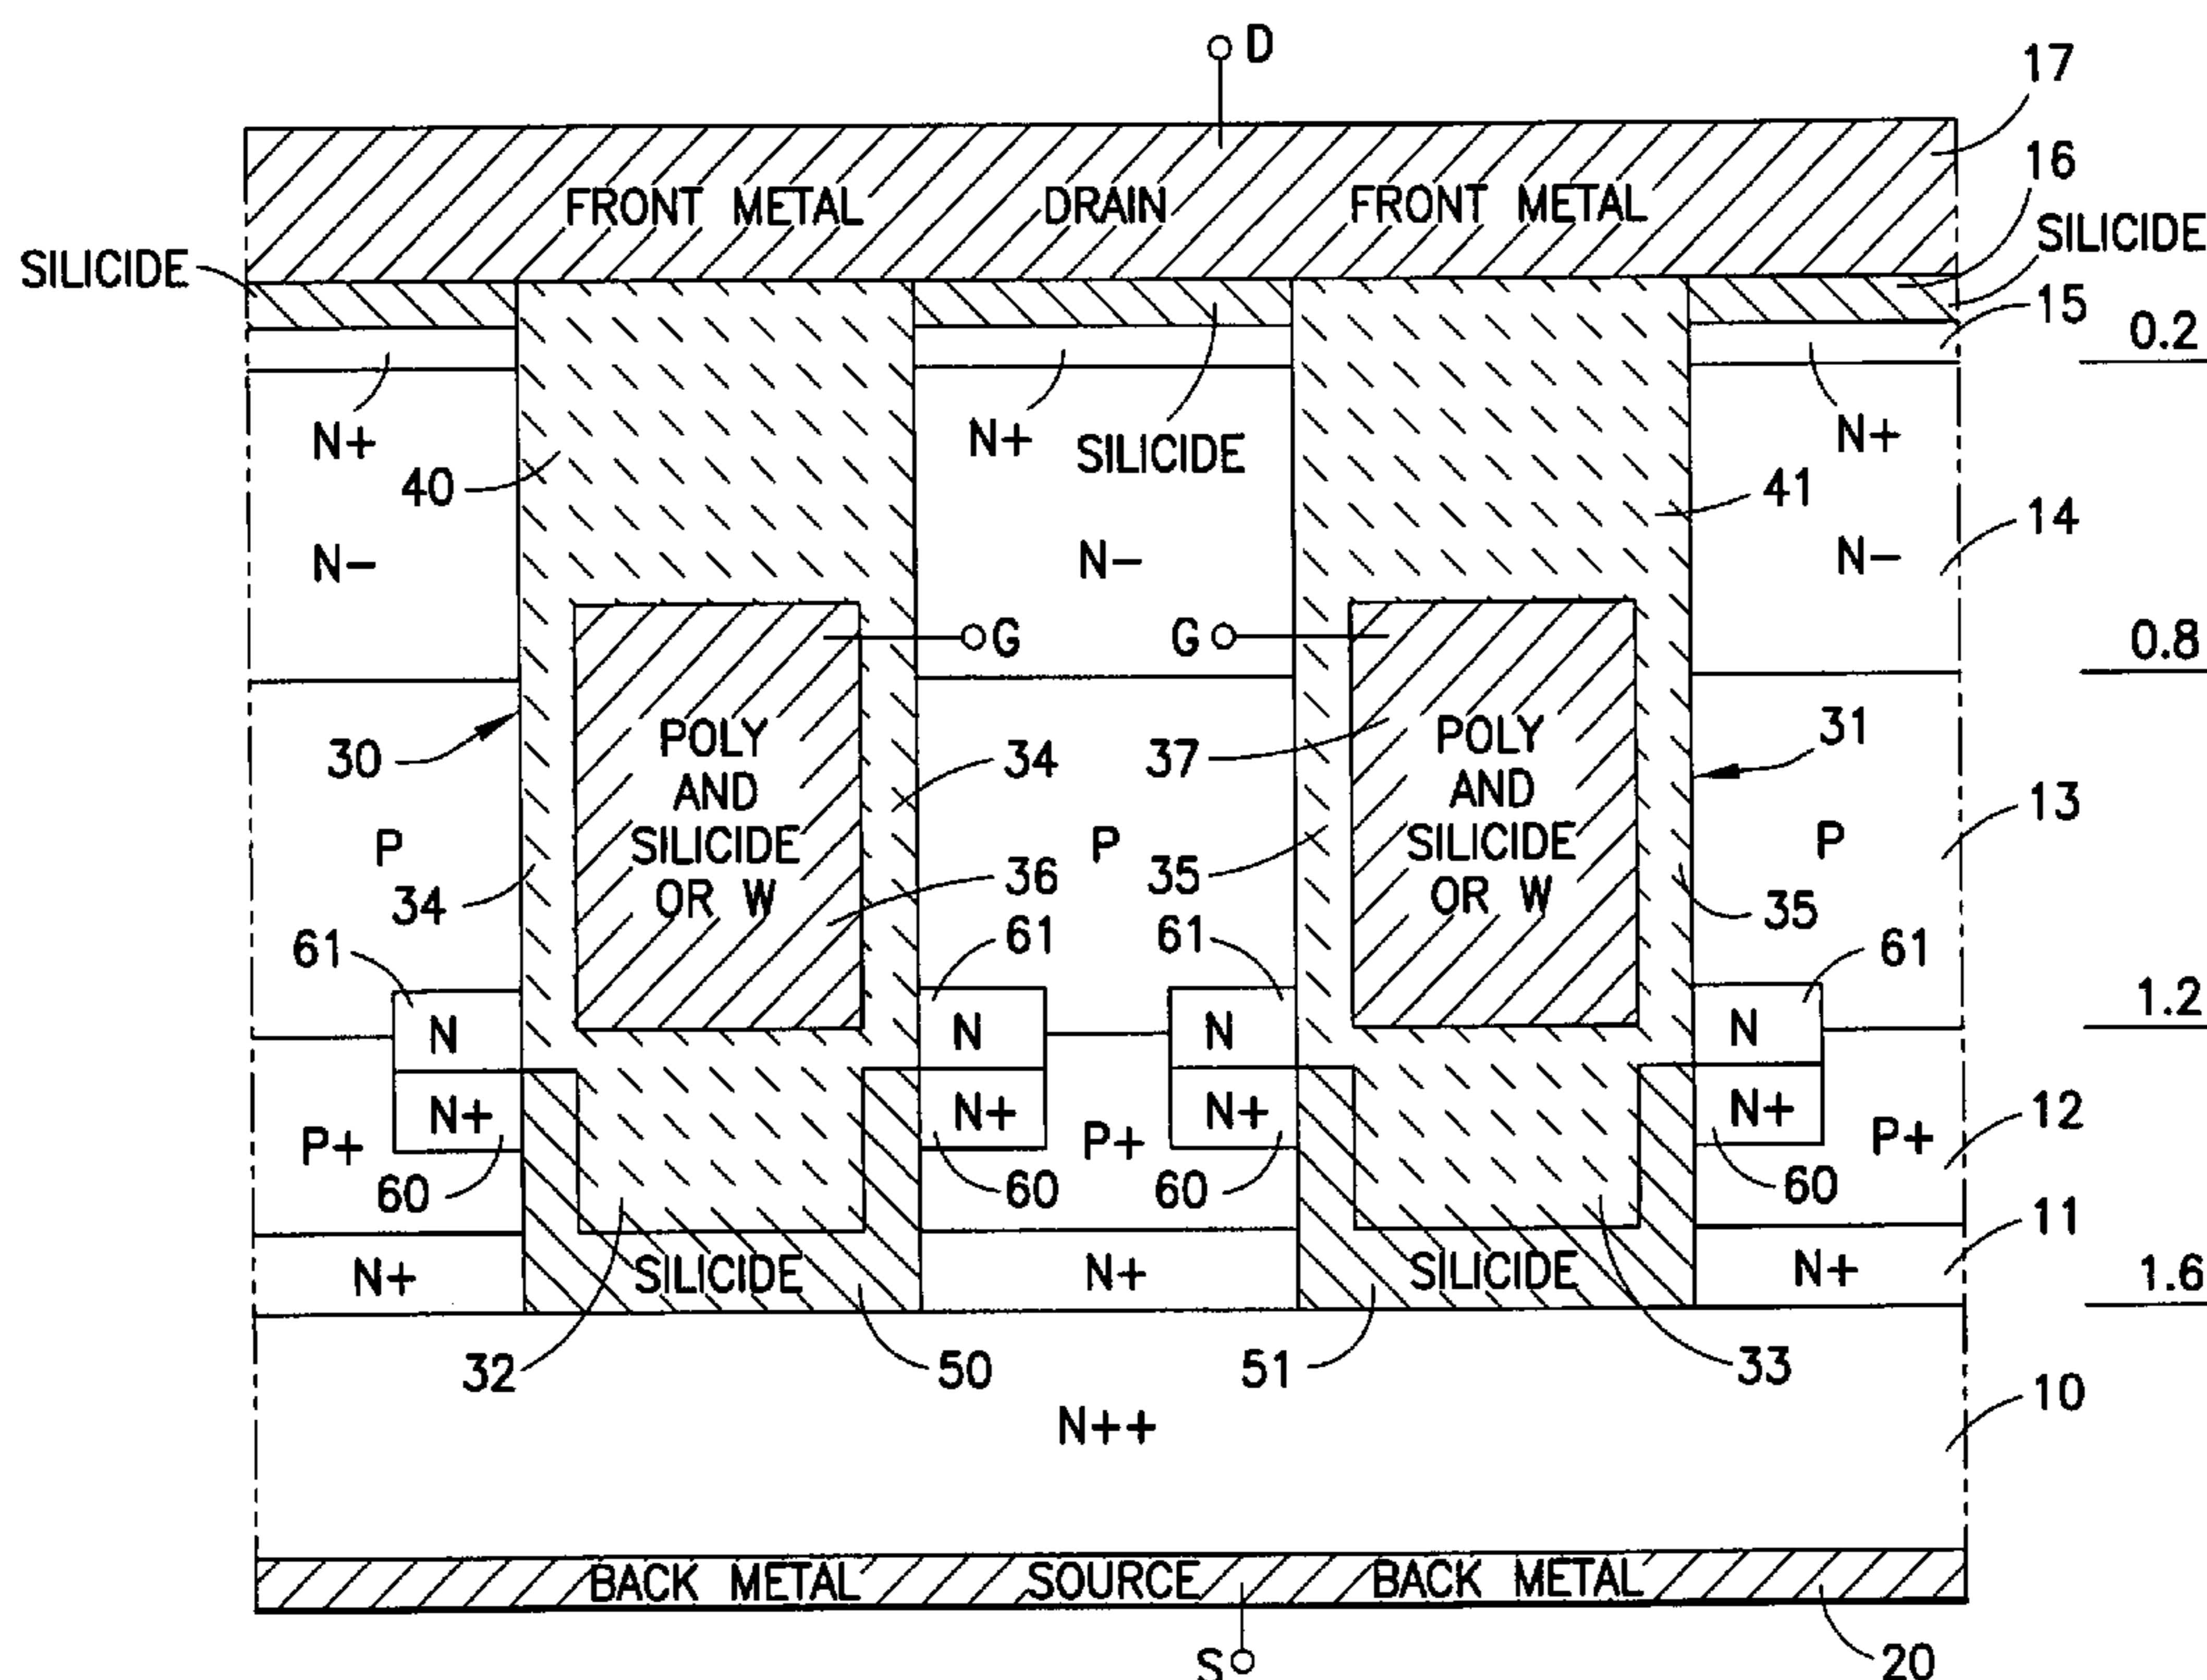 D
17
16
FRONT METAL DRAIN FRONT METAL
SILICIDE
SILICIDE
15
0.2
N+
N+
SILICIDE
N+
40
41
14
N-
N-
N-
G
G
0.8
30
POLY
AND
SILICIDE
OR W
34
37
POLY
AND
SILICIDE
OR W
31
13
P
P
P
34
36
35
35
61
61
61
61
N
N
N
N
1.2
P+
N+
N+
P+
N+
N+
P+
12
60
60
60
60
11
N+
SILICIDE
N+
SILICIDE
N+
1.6
32
50
51
33
10
N++
BACK METAL SOURCE BACK METAL
S
20